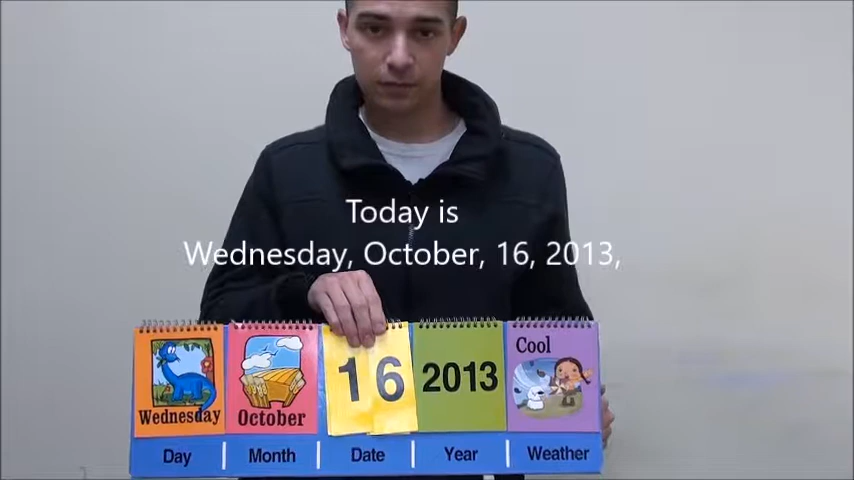 Today is
Wednesday, October, 16, 2013,
Cool
16
2013
Wednesday
October
Day
Month
Date
Year
Weather